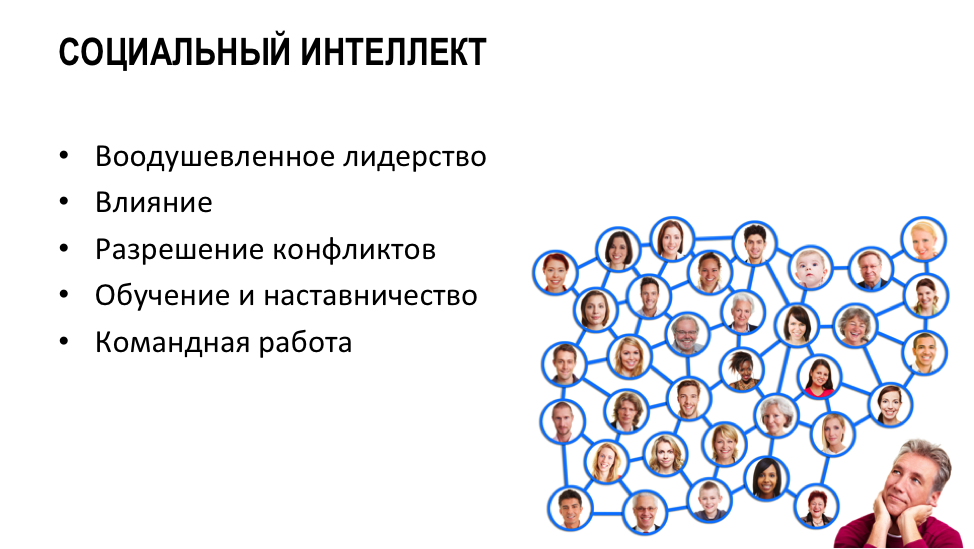 СОЦИАЛЬНЫЙ ИНТЕЛЛЕКТ
• Воодушевленное лидерство
• Влияние
• Разрешение конфликтов
• Обучение и наставничество
• Командная работа